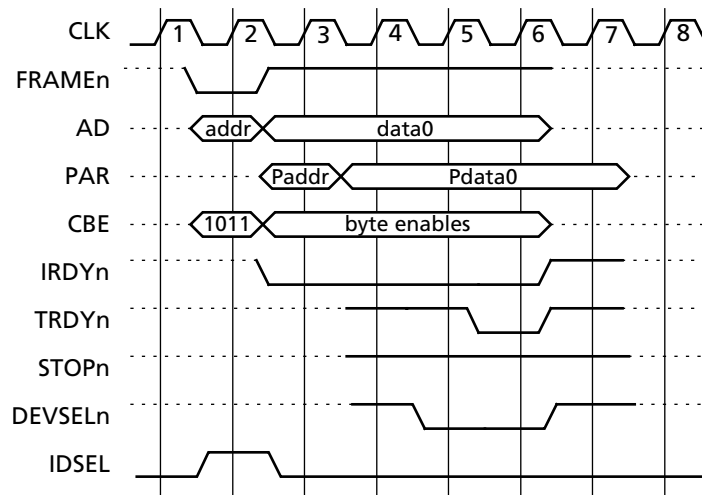 CLK 1 2 3 4 5 6 7 8
FRAMEn
AD addr data0
PAR Paddr Pdata0
CBE 1011 byte enables
IRDYn
TRDYn
STOPn
DEVSELn
IDSEL